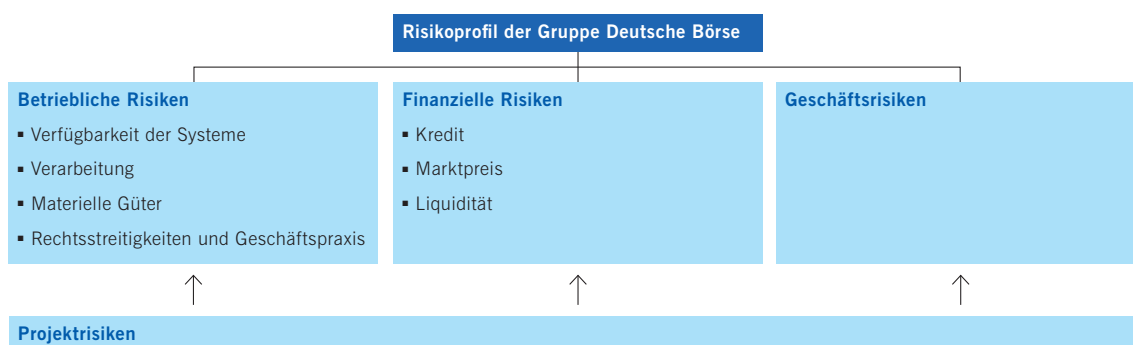 Risikoprofil der Gruppe Deutsche Börse
Betriebliche Risiken
▪ Verfügbarkeit der Systeme
▪ Verarbeitung
▪ Materielle Güter
▪ Rechtsstreitigkeiten und Geschäftspraxis
Finanzielle Risiken
▪ Kredit
▪ Marktpreis
▪ Liquidität
Geschäftsrisiken
Projektrisiken